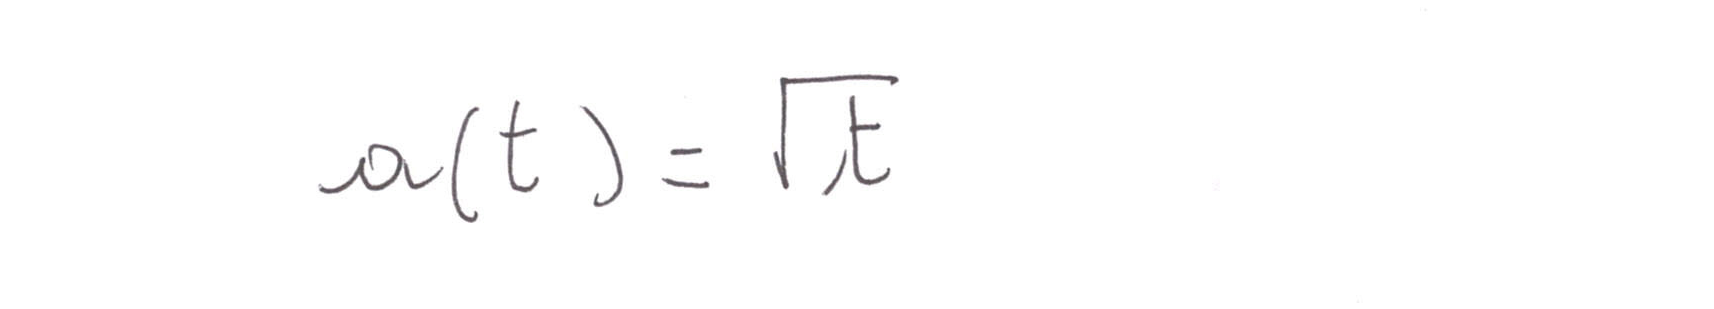 a(t) = √t